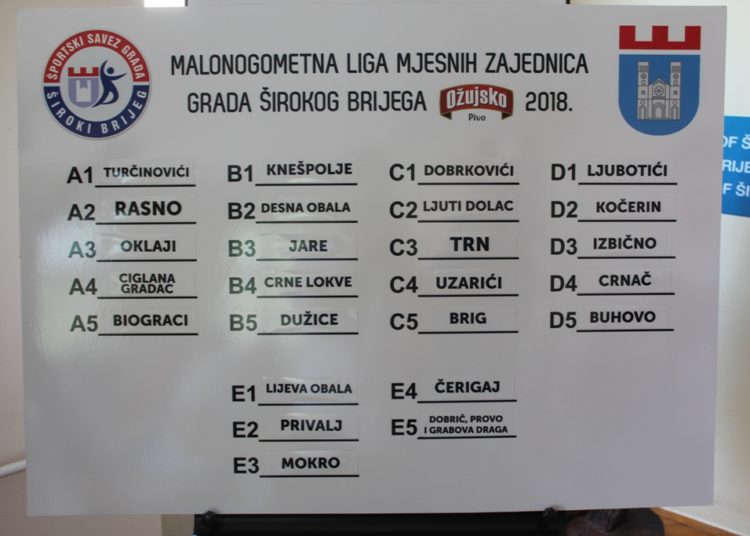 ŠPORTSKI SAVEZ GRADA
ŠIROKI BRIJEG
MALONOGOMETNA LIGA MJESNIH ZAJEDNICA
GRADA ŠIROKOG BRIJEGA Ožujsko 2018.
Pivo
A1 TURČINOVIĆI B1 KNEŠPOLJE C1 DOBRKOVIĆI D1 LJUBOTIĆI
A2 RASNO B2 DESNA OBALA C2 LJUTI DOLAC D2 KOČERIN
A3 OKLAJI B3 JARE C3 TRN D3 IZBIČNO
A4 CIGLANA GRADAC B4 CRNE LOKVE C4 UZARIĆI D4 CRNAČ
A5 BIOGRACI B5 DUŽICE C5 BRIG D5 BUHOVO
E1 LIJEVA OBALA E4 ČERIGAJ
E2 PRIVALJ E5 DOBRIČ, PROVO
I GRABOVA DRAGA
E3 MOKRO
OF Š
RIJE
F ŠI